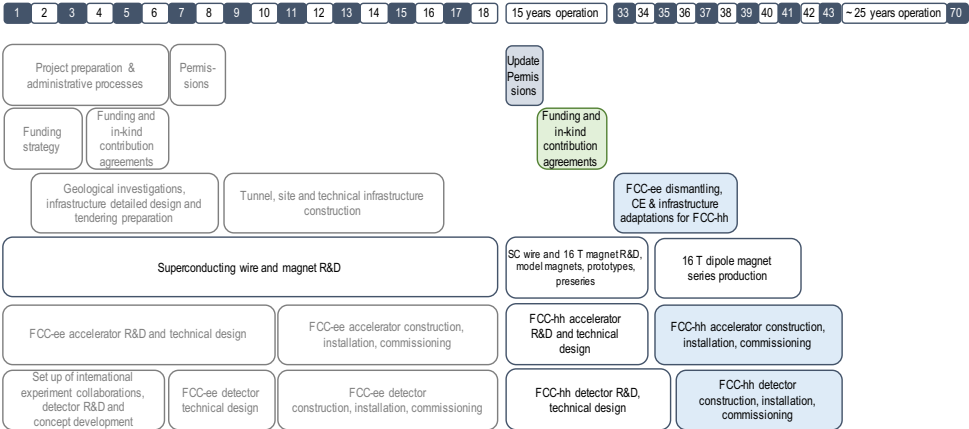 1 2 3 4 5 6 7 8 9 10 11 12 13 14 15 16 17 18 15 years operation 33 34 35 36 37 38 39 40 41 42 43 ~ 25 years operation 70
Project preparation &
administrative processes
Permis-
sions
Update
Permis
sions
Funding
strategy
Funding and
in-kind
contribution
agreements
Funding and
in-kind
contribution
agreements
Geological investigations,
infrastructure detailed design and
tendering preparation
Tunnel, site and technical infrastructure
construction
FCC-ee dismantling,
CE & infrastructure
adaptations for FCC-hh
Superconducting wire and magnet R&D
SC wire and 16 T magnet R&D,
model magnets, prototypes,
preseries
16 T dipole magnet
series production
FCC-ee accelerator R&D and technical design
FCC-ee accelerator construction,
installation, commissioning
FCC-hh accelerator
R&D and technical
design
FCC-hh accelerator construction,
installation, commissioning
Set up of international
experiment collaborations,
detector R&D and
concept development
FCC-ee detector
technical design
FCC-ee detector
construction, installation, commissioning
FCC-hh detector R&D,
technical design
FCC-hh detector
construction, installation,
commissioning